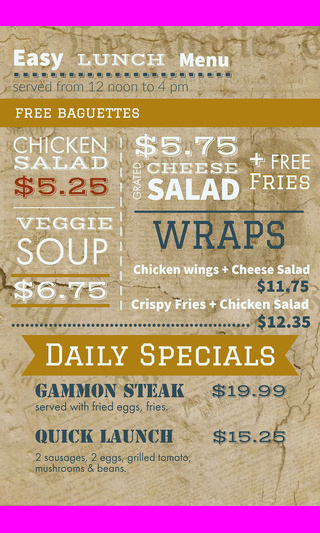 Easy LUNCH Menu
served from 12 noon to 4 pm
FREE BAGUETTES
CHICKEN
SALAD
$5.25
VEGGIE
SOUP
$6.75
$5.75
GRATED
CHEESE
SALAD
+ FREE
FRIES
WRAPS
Chicken wings + Cheese Salad
$11.75
Crispy Fries + Chicken Salad
$12.35
DAILY SPECIALS
GAMMON STEAK $19.99
served with fried eggs, fries.
QUICK LAUNCH $15.25
2 sausages, 2 eggs, grilled tomato,
mushrooms & beans.